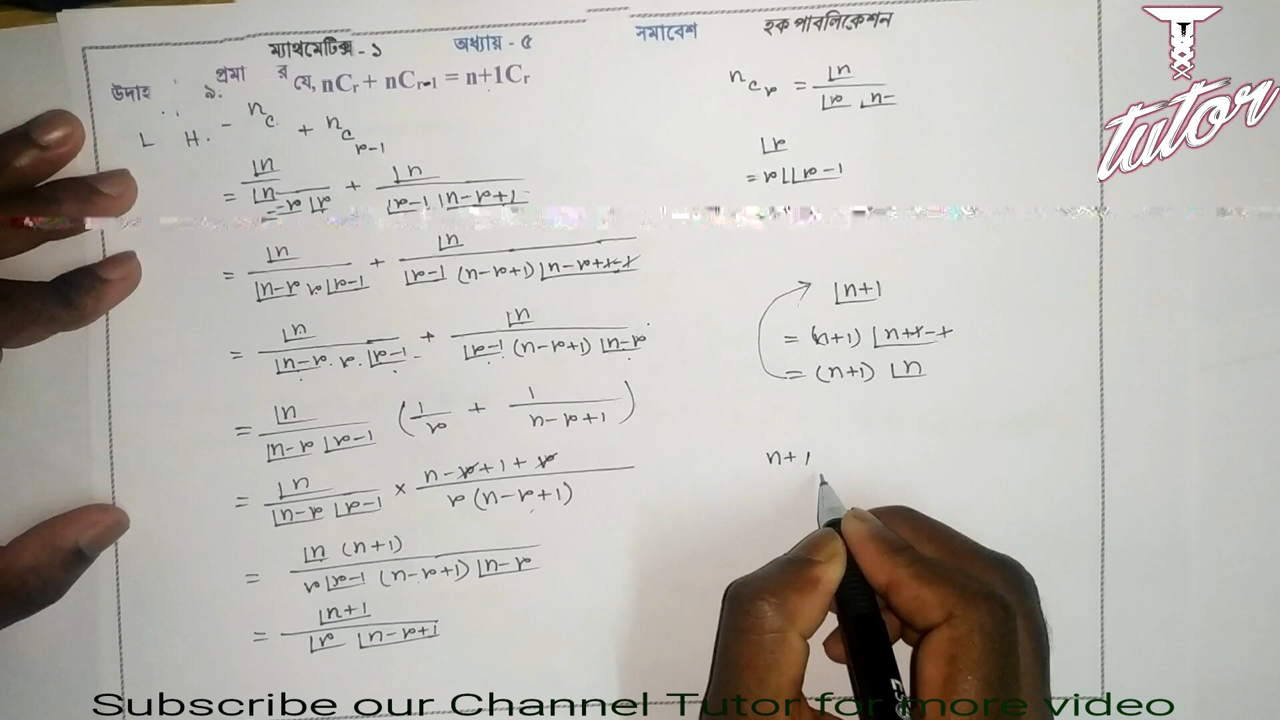 ম্যাথমেটিক্স - ১ অধ্যায় - ৫ সমাবেশ হক পাবলিকেশন
উদাহ ৯. প্রমা র যে, nCr + nCr-1 = n+1Cr
L H. - nC + nC r-1
= ⌊n / ⌊n-r ⌊r + ⌊n / ⌊r-1 ⌊n-r+1
= ⌊n / ⌊n-r r ⌊r-1 + ⌊n / ⌊r-1 (n-r+1) ⌊n-r+1-1
= ⌊n / ⌊n-r . r . ⌊r-1 + ⌊n / ⌊r-1 (n-r+1) ⌊n-r
= ⌊n / ⌊n-r ⌊r-1 (1/r + 1/n-r+1)
= ⌊n / ⌊n-r ⌊r-1 × n-r+1+r / r (n-r+1)
= ⌊n (n+1) / r ⌊r-1 (n-r+1) ⌊n-r
= ⌊n+1 / ⌊r ⌊n-r+1
nCr = ⌊n / ⌊r ⌊n-
⌊r
= r ⌊r-1
⌊n+1
= (n+1) ⌊n+1-1
= (n+1) ⌊n
n+1
T
tutor
Subscribe our Channel Tutor for more video